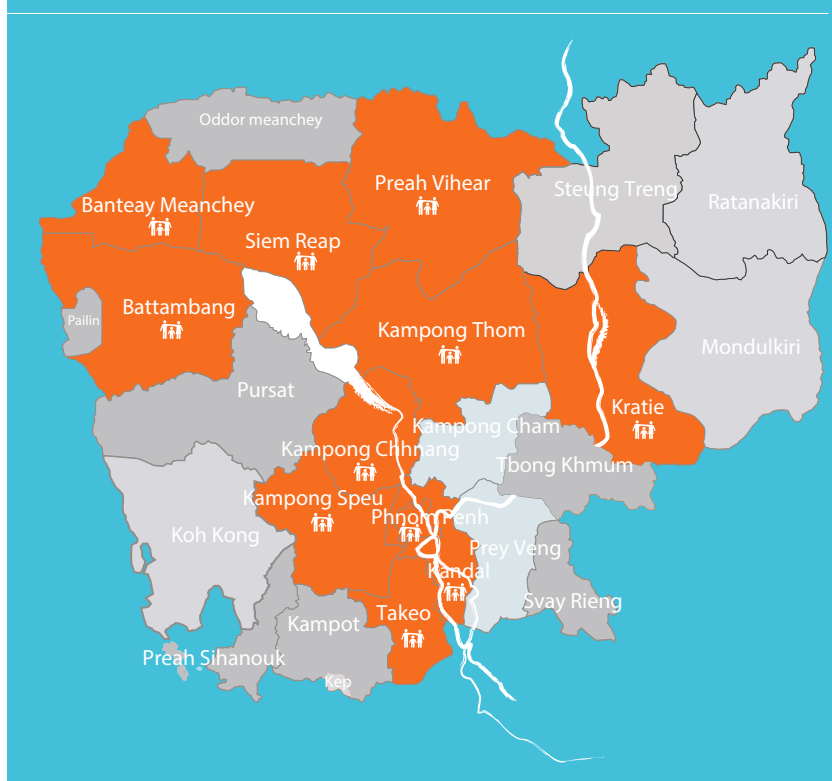 Oddor meanchey
Preah Vihear
Steung Treng
Banteay Meanchey
Ratanakiri
Siem Reap
Battambang
Pailin
Kampong Thom
Mondulkiri
Pursat
Kratie
Kampong Cham
Kampong Chhnang
Tbong Khmum
Kampong Speu
Phnom Penh
Koh Kong
Prey Veng
Kandal
Svay Rieng
Takeo
Kampot
Preah Sihanouk
Kep